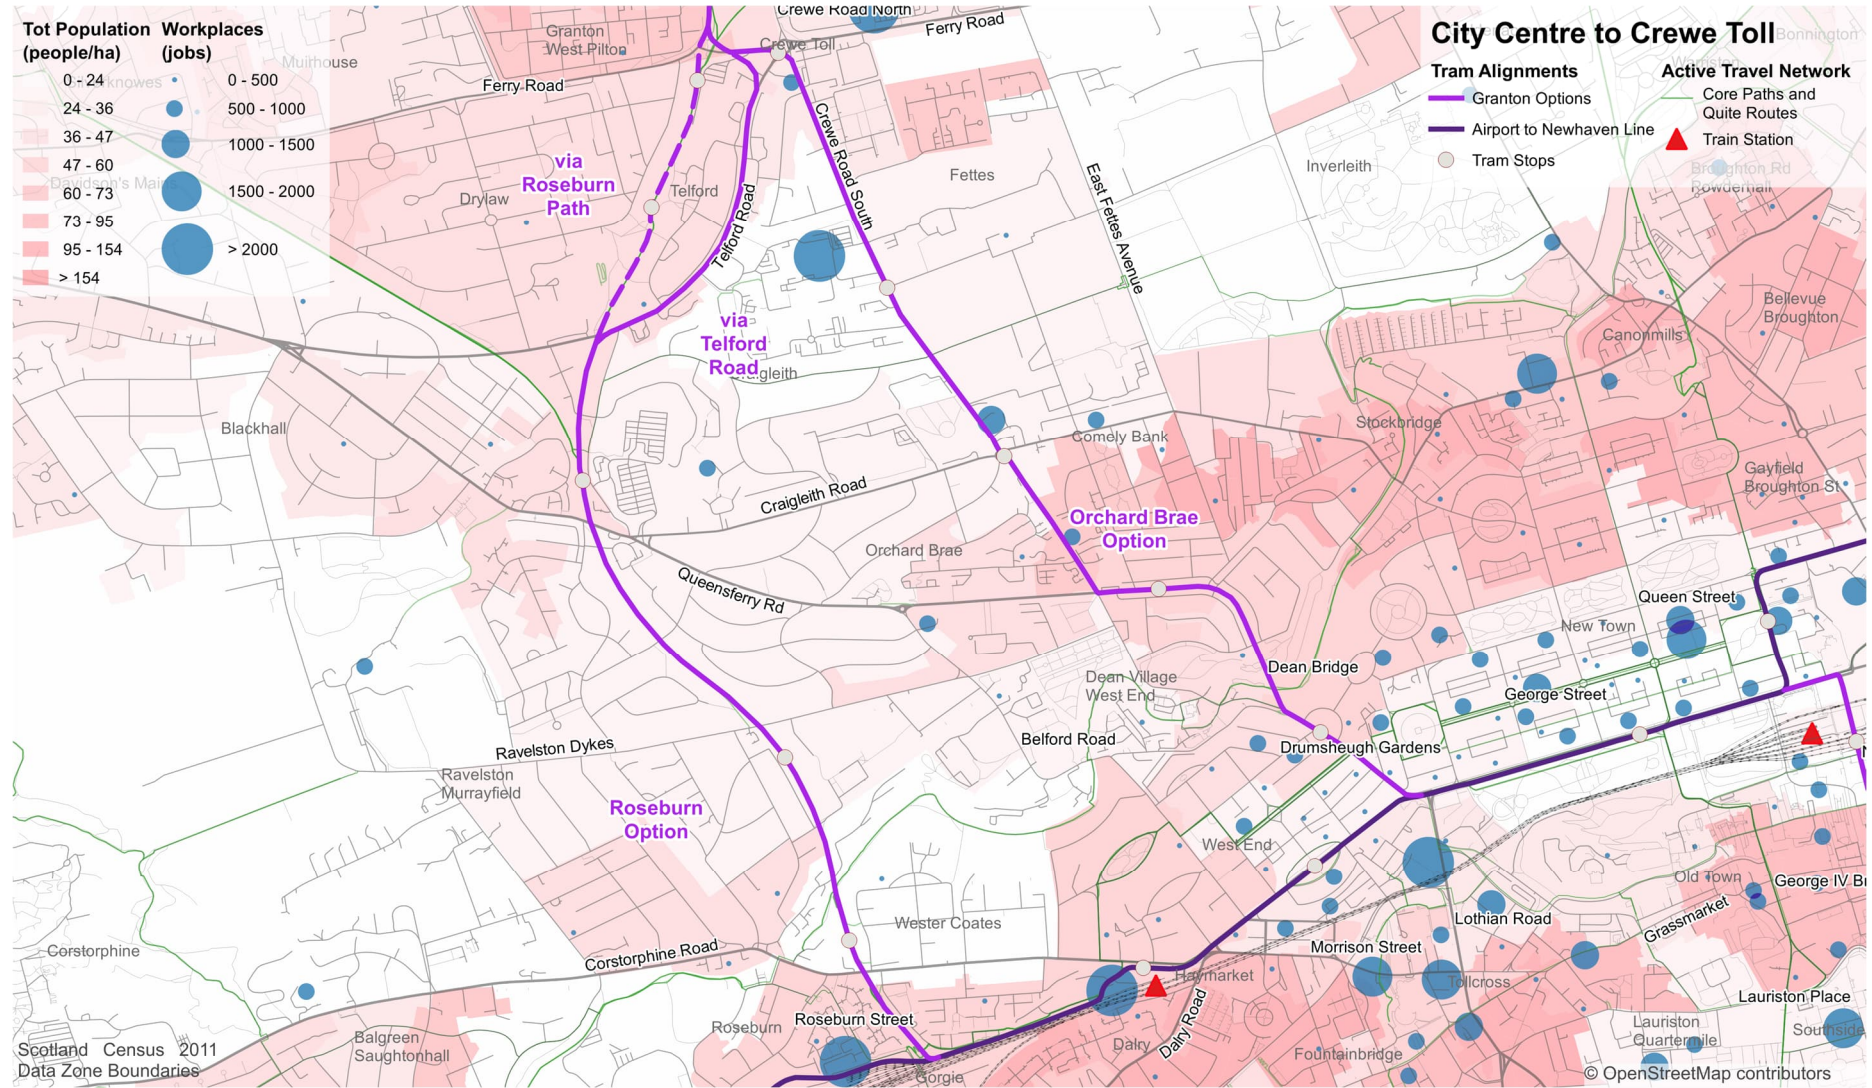 City Centre to Crewe Toll
Tot Population
(people/ha)
0 - 24
24 - 36
36 - 47
47 - 60
60 - 73
73 - 95
95 - 154
> 154
Workplaces
(jobs)
0 - 500
500 - 1000
1000 - 1500
1500 - 2000
> 2000
Tram Alignments
Granton Options
Airport to Newhaven Line
Tram Stops
Active Travel Network
Core Paths and
Quite Routes
Train Station
Crewe Road North
Ferry Road
Crewe Toll
Granton
West Pilton
Muirhouse
Ferry Road
Bonnington
Warriston
Broughton Rd
Powderhall
Davidson's Mains
via
Roseburn
Path
Drylaw
Telford
Telford Road
Crewe Road South
Fettes
East Fettes Avenue
Inverleith
via
Telford
Road
Craigleith
Bellevue
Broughton
Canonmills
Blackhall
Stockbridge
Comely Bank
Gayfield
Broughton St
Craigleith Road
Orchard Brae
Option
Orchard Brae
Queensferry Rd
Queen Street
New Town
Dean Bridge
Dean Village
West End
George Street
Belford Road
Drumsheugh Gardens
Ravelston Dykes
Ravelston
Murrayfield
Roseburn
Option
West End
Old Town
George IV Br
Lothian Road
Grassmarket
Wester Coates
Corstorphine
Corstorphine Road
Morrison Street
Haymarket
Tollcross
Lauriston Place
Roseburn Street
Roseburn
Dalry Road
Dalry
Balgreen
Saughtonhall
Fountainbridge
Lauriston
Quartermile
Southside
Gorgie
Scotland Census 2011
Data Zone Boundaries
© OpenStreetMap contributors